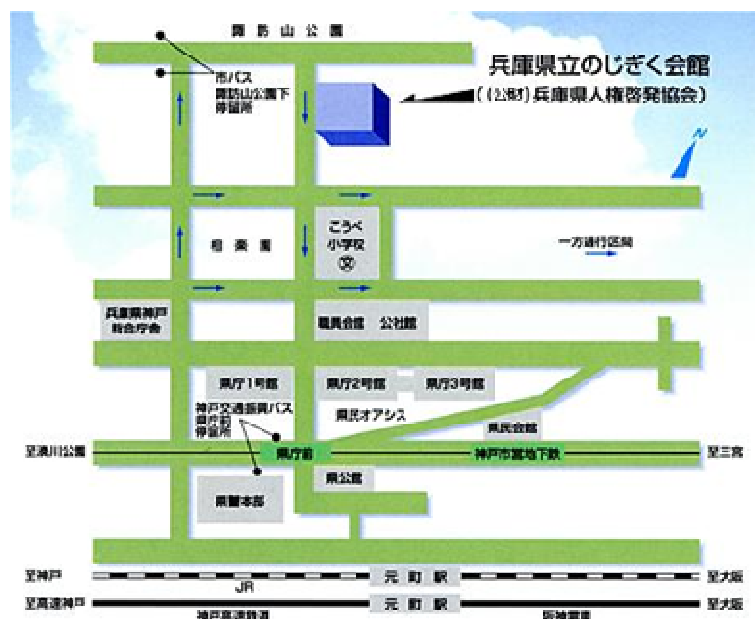 諏訪山公園
市バス
諏訪山公園下
停留所
兵庫県立のじぎく会館
((公財)兵庫県人権啓発協会)
N
こうべ
小学校
文
相楽園
一方通行区間
兵庫県神戸
総合庁舎
職員会館 公社館
県庁1号館
県庁2号館
県庁3号館
神戸交通振興バス
県庁前
停留所
県民オアシス
県民会館
至湊川公園
県庁前
神戸市営地下鉄
至三宮
県警本部
県公館
至神戸
JR
元町駅
至大阪
至高速神戸
神戸高速鉄道
元町駅
阪神電車
至大阪